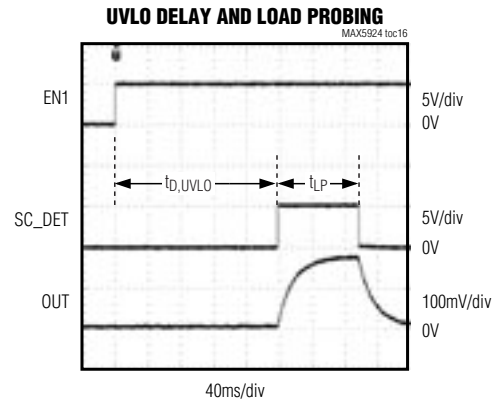 UVLO DELAY AND LOAD PROBING
MAX5924 toc16
EN1
5V/div
0V
tD,UVLO
tLP
SC_DET
5V/div
0V
OUT
100mV/div
0V
40ms/div